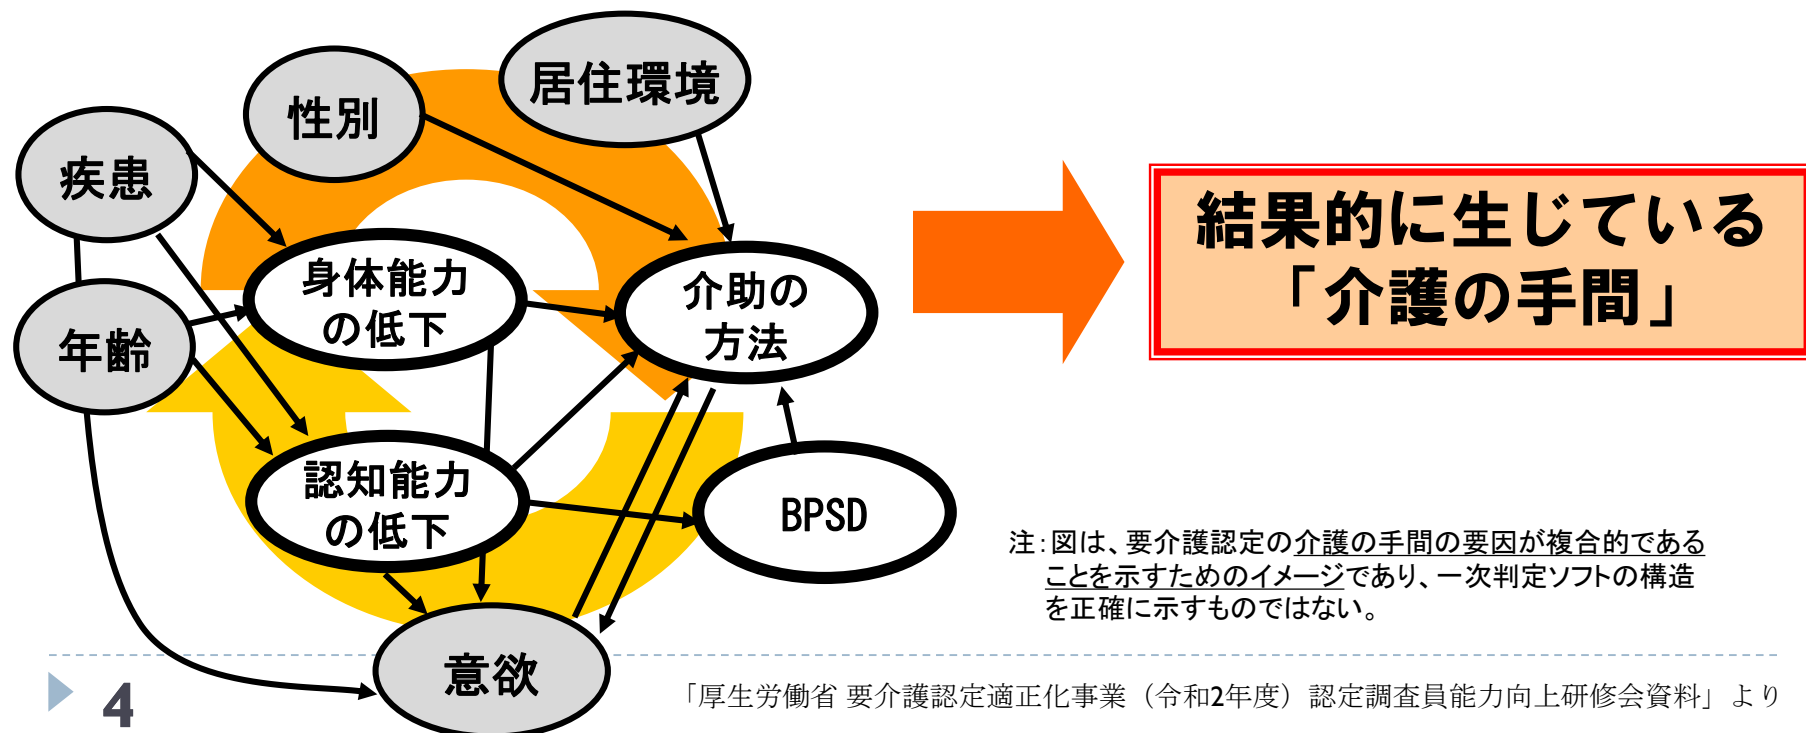 居住環境
性別
疾患
身体能力
の低下
介助の
方法
年齢
認知能力
の低下
BPSD
意欲
結果的に生じている
「介護の手間」
注:図は、要介護認定の介護の手間の要因が複合的である
ことを示すためのイメージであり、一次判定ソフトの構造
を正確に示すものではない。
4
「厚生労働省 要介護認定適正化事業（令和2年度）認定調査員能力向上研修会資料」より